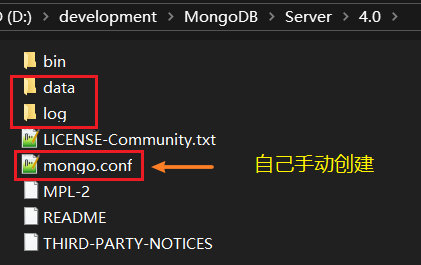 (D:) > development > MongoDB > Server > 4.0 >
bin
data
log
LICENSE-Community.txt
mongo.conf
自己手动创建
MPL-2
README
THIRD-PARTY-NOTICES